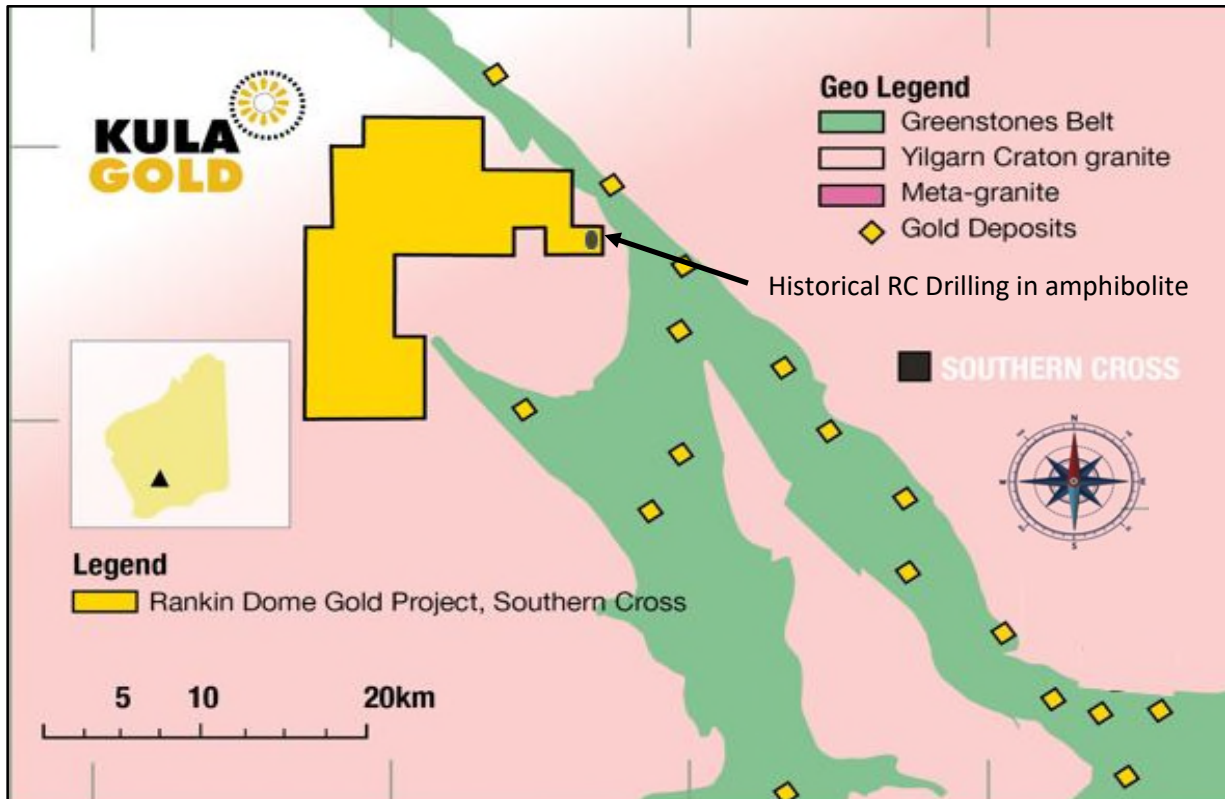 KULA
GOLD
Geo Legend
Greenstones Belt
Yilgarn Craton granite
Meta-granite
Gold Deposits
Historical RC Drilling in amphibolite
SOUTHERN CROSS
N
Legend
Rankin Dome Gold Project, Southern Cross
5 10 20km
S